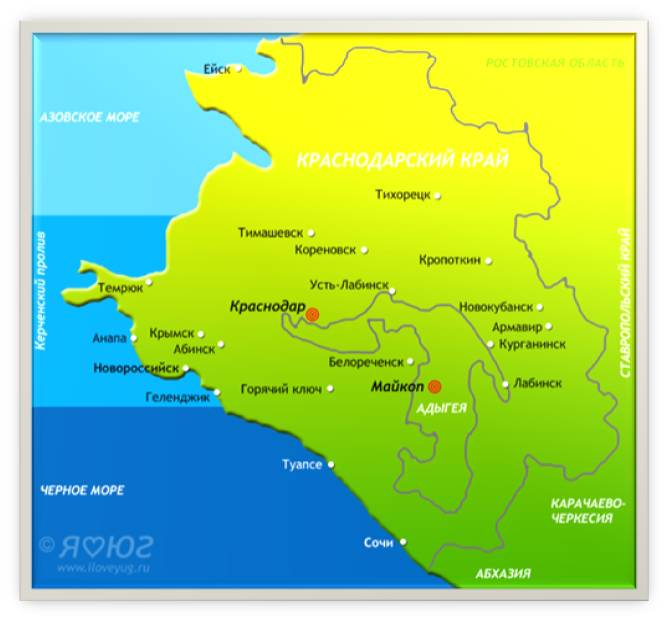 РОСТОВСКАЯ ОБЛАСТЬ
Ейск
АЗОВСКОЕ МОРЕ
КРАСНОДАРСКИЙ КРАЙ
Тихорецк
Тимашевск
Кореновск
Кропоткин
Керченский пролив
СТАВРОПОЛЬСКИЙ КРАЙ
Темрюк
Усть-Лабинск
Краснодар
Новокубанск
Армавир
Анапа
Крымск
Абинск
Курганинск
Новороссийск
Белореченск
Геленджик
Горячий ключ
Майкоп
Лабинск
АДЫГЕЯ
Туапсе
ЧЕРНОЕ МОРЕ
КАРАЧАЕВО-
ЧЕРКЕСИЯ
Сочи
АБХАЗИЯ
© Я♡ЮГ
www.iloveyug.ru